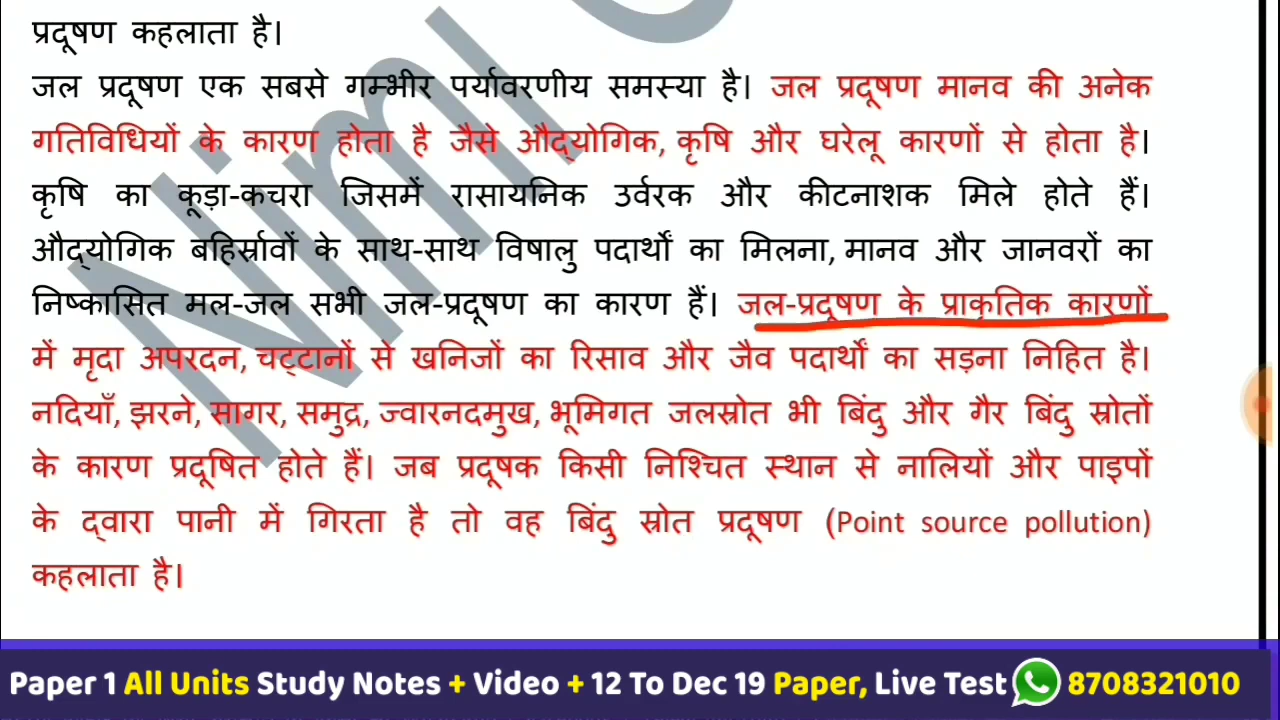 प्रदूषण कहलाता है।
जल प्रदूषण एक सबसे गम्भीर पर्यावरणीय समस्या है। जल प्रदूषण मानव की अनेक
गतिविधियों के कारण होता है जैसे औद्योगिक, कृषि और घरेलू कारणों से होता है।
कृषि का कूड़ा-कचरा जिसमें रासायनिक उर्वरक और कीटनाशक मिले होते हैं।
औद्योगिक बहिर्स्रावों के साथ-साथ विषालु पदार्थों का मिलना, मानव और जानवरों का
निष्कासित मल-जल सभी जल-प्रदूषण का कारण हैं। जल-प्रदूषण के प्राकृतिक कारणों
में मृदा अपरदन, चट्टानों से खनिजों का रिसाव और जैव पदार्थों का सड़ना निहित है।
नदियाँ, झरने, सागर, समुद्र, ज्वारनदमुख, भूमिगत जलस्रोत भी बिंदु और गैर बिंदु स्रोतों
के कारण प्रदूषित होते हैं। जब प्रदूषक किसी निश्चित स्थान से नालियों और पाइपों
के द्वारा पानी में गिरता है तो वह बिंदु स्रोत प्रदूषण (Point source pollution)
कहलाता है।
Paper 1 All Units Study Notes + Video + 12 To Dec 19 Paper, Live Test 8708321010